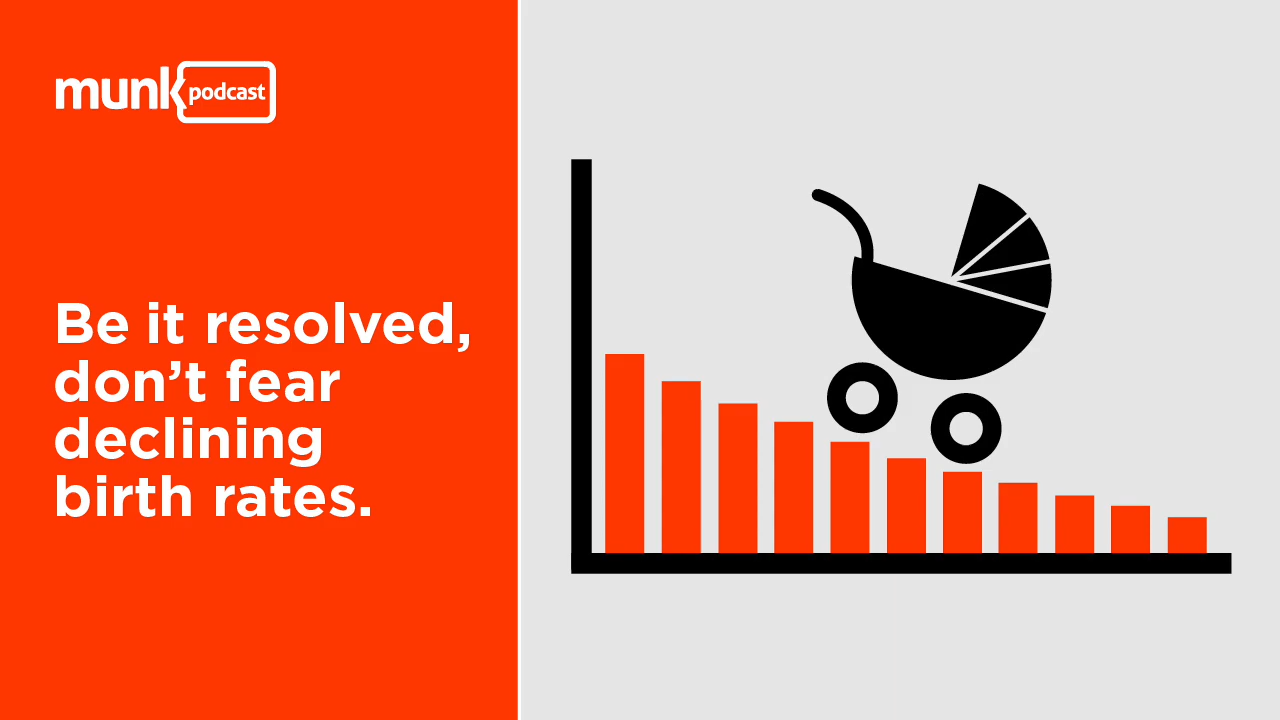 munk podcast
Be it resolved,
don’t fear
declining
birth rates.